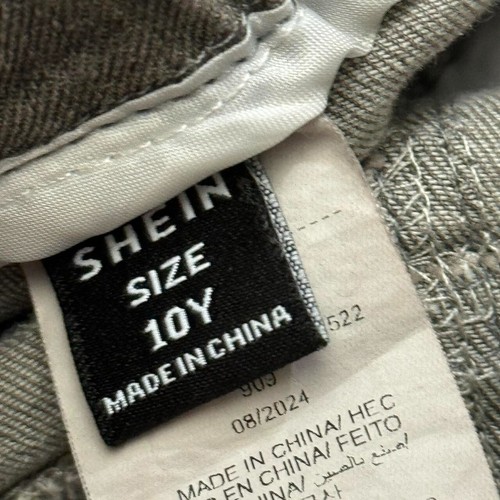 SHEIN
SIZE
10Y
MADE IN CHINA
----
522
909
08/2024
MADE IN CHINA/ HEC
EN CHINA/ FEITO
CHINA/ صنع بالصين/